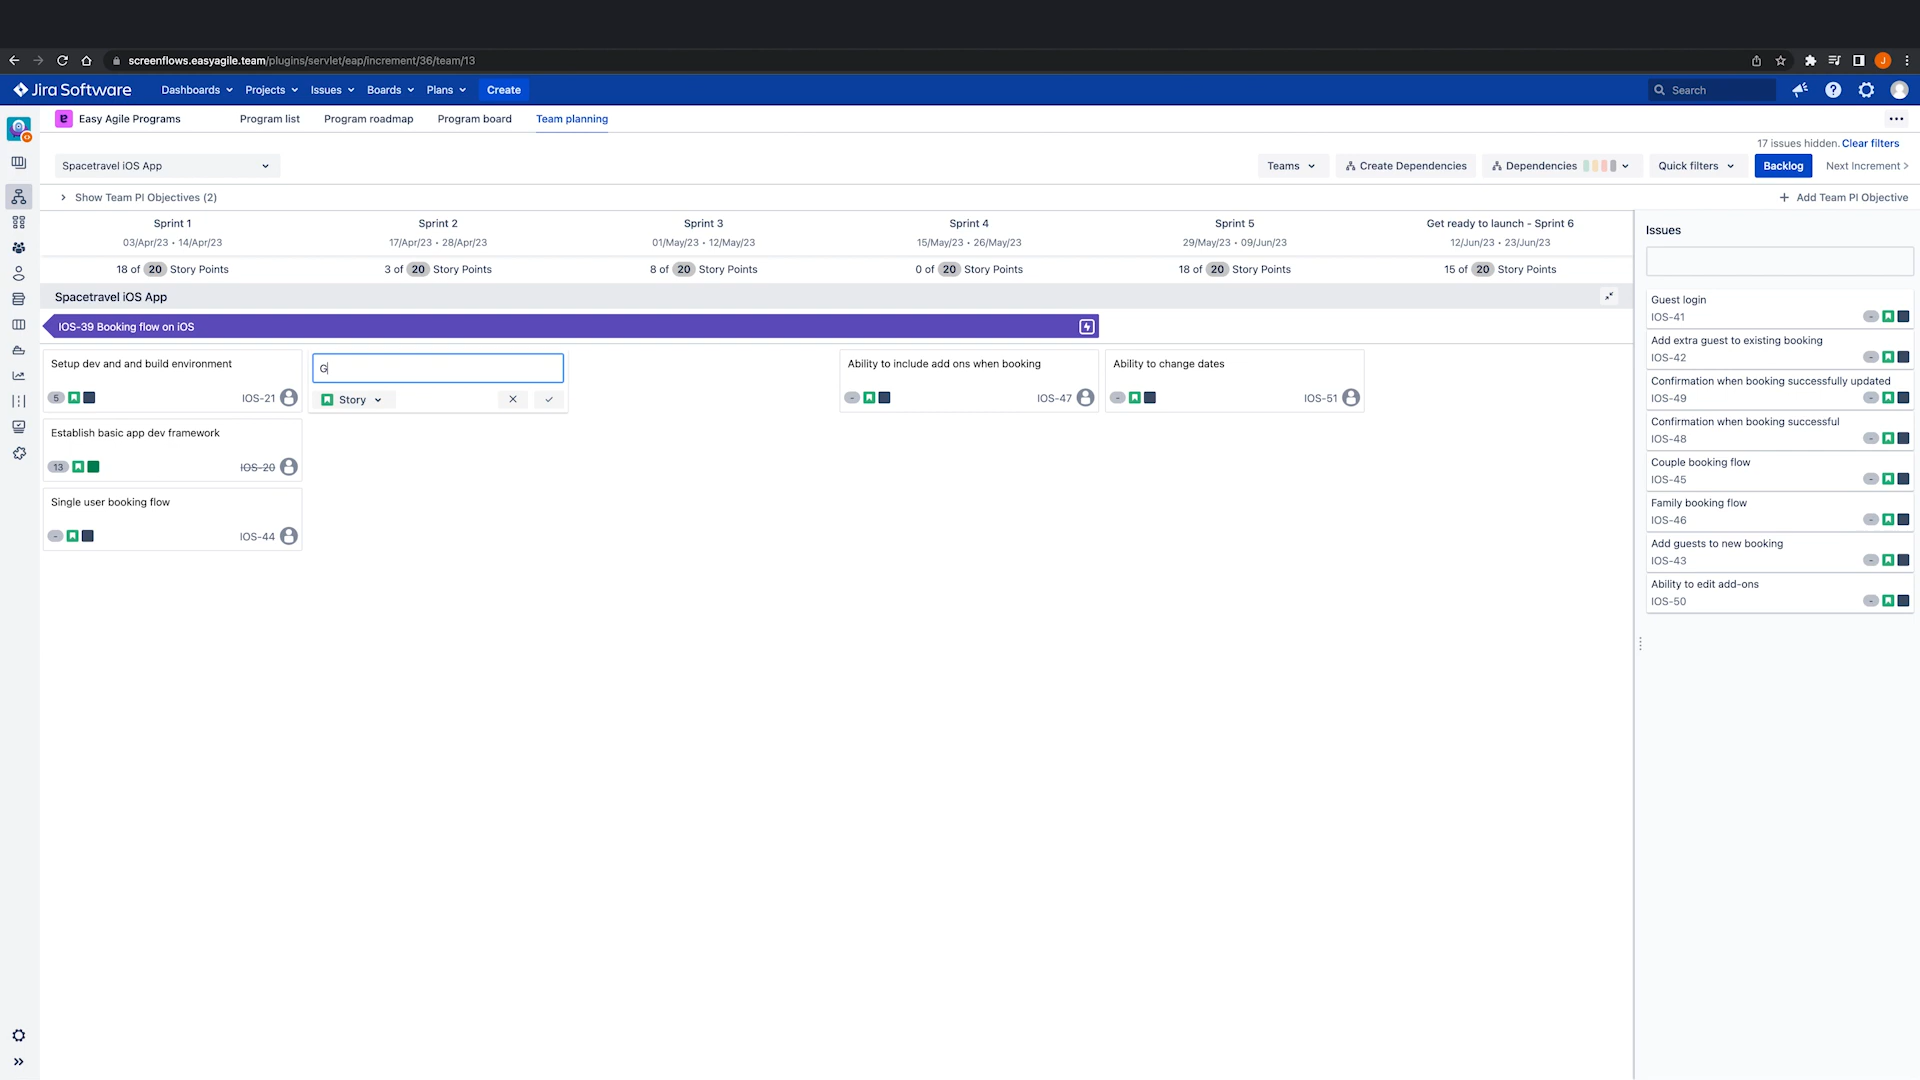 screenflows.easyagile.team/plugins/servlet/eap/increment/36/team/13
J
Jira Software Dashboards Projects Issues Boards Plans Create Search
e Easy Agile Programs Program list Program roadmap Program board Team planning
17 issues hidden. Clear filters
Spacetravel iOS App Teams Create Dependencies Dependencies Quick filters Backlog Next Increment >
Show Team PI Objectives (2) + Add Team PI Objective
Sprint 1 Sprint 2 Sprint 3 Sprint 4 Sprint 5 Get ready to launch - Sprint 6
03/Apr/23 • 14/Apr/23 17/Apr/23 • 28/Apr/23 01/May/23 • 12/May/23 15/May/23 • 26/May/23 29/May/23 • 09/Jun/23 12/Jun/23 • 23/Jun/23
18 of 20 Story Points 3 of 20 Story Points 8 of 20 Story Points 0 of 20 Story Points 18 of 20 Story Points 15 of 20 Story Points
Spacetravel iOS App
IOS-39 Booking flow on iOS
Setup dev and and build environment
5 IOS-21
Establish basic app dev framework
13 IOS-20
Single user booking flow
- IOS-44
G
Story
Ability to include add ons when booking
- IOS-47
Ability to change dates
- IOS-51
Issues
Guest login
IOS-41 -
Add extra guest to existing booking
IOS-42 -
Confirmation when booking successfully updated
IOS-49 -
Confirmation when booking successful
IOS-48 -
Couple booking flow
IOS-45 -
Family booking flow
IOS-46 -
Add guests to new booking
IOS-43 -
Ability to edit add-ons
IOS-50 -